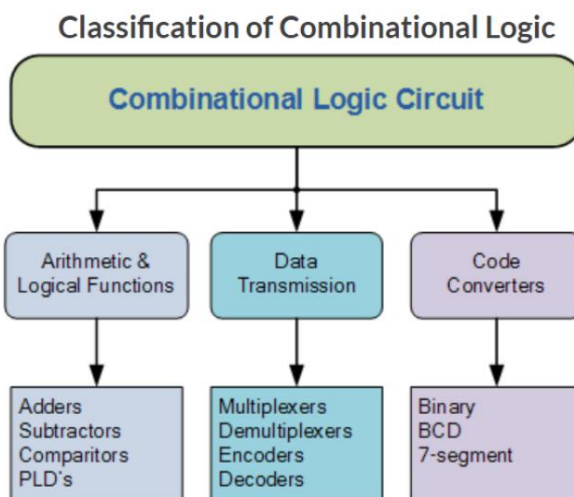 Classification of Combinational Logic
Combinational Logic Circuit
Arithmetic &
Logical Functions
Data
Transmission
Code
Converters
Adders
Subtractors
Comparitors
PLD's
Multiplexers
Demultiplexers
Encoders
Decoders
Binary
BCD
7-segment